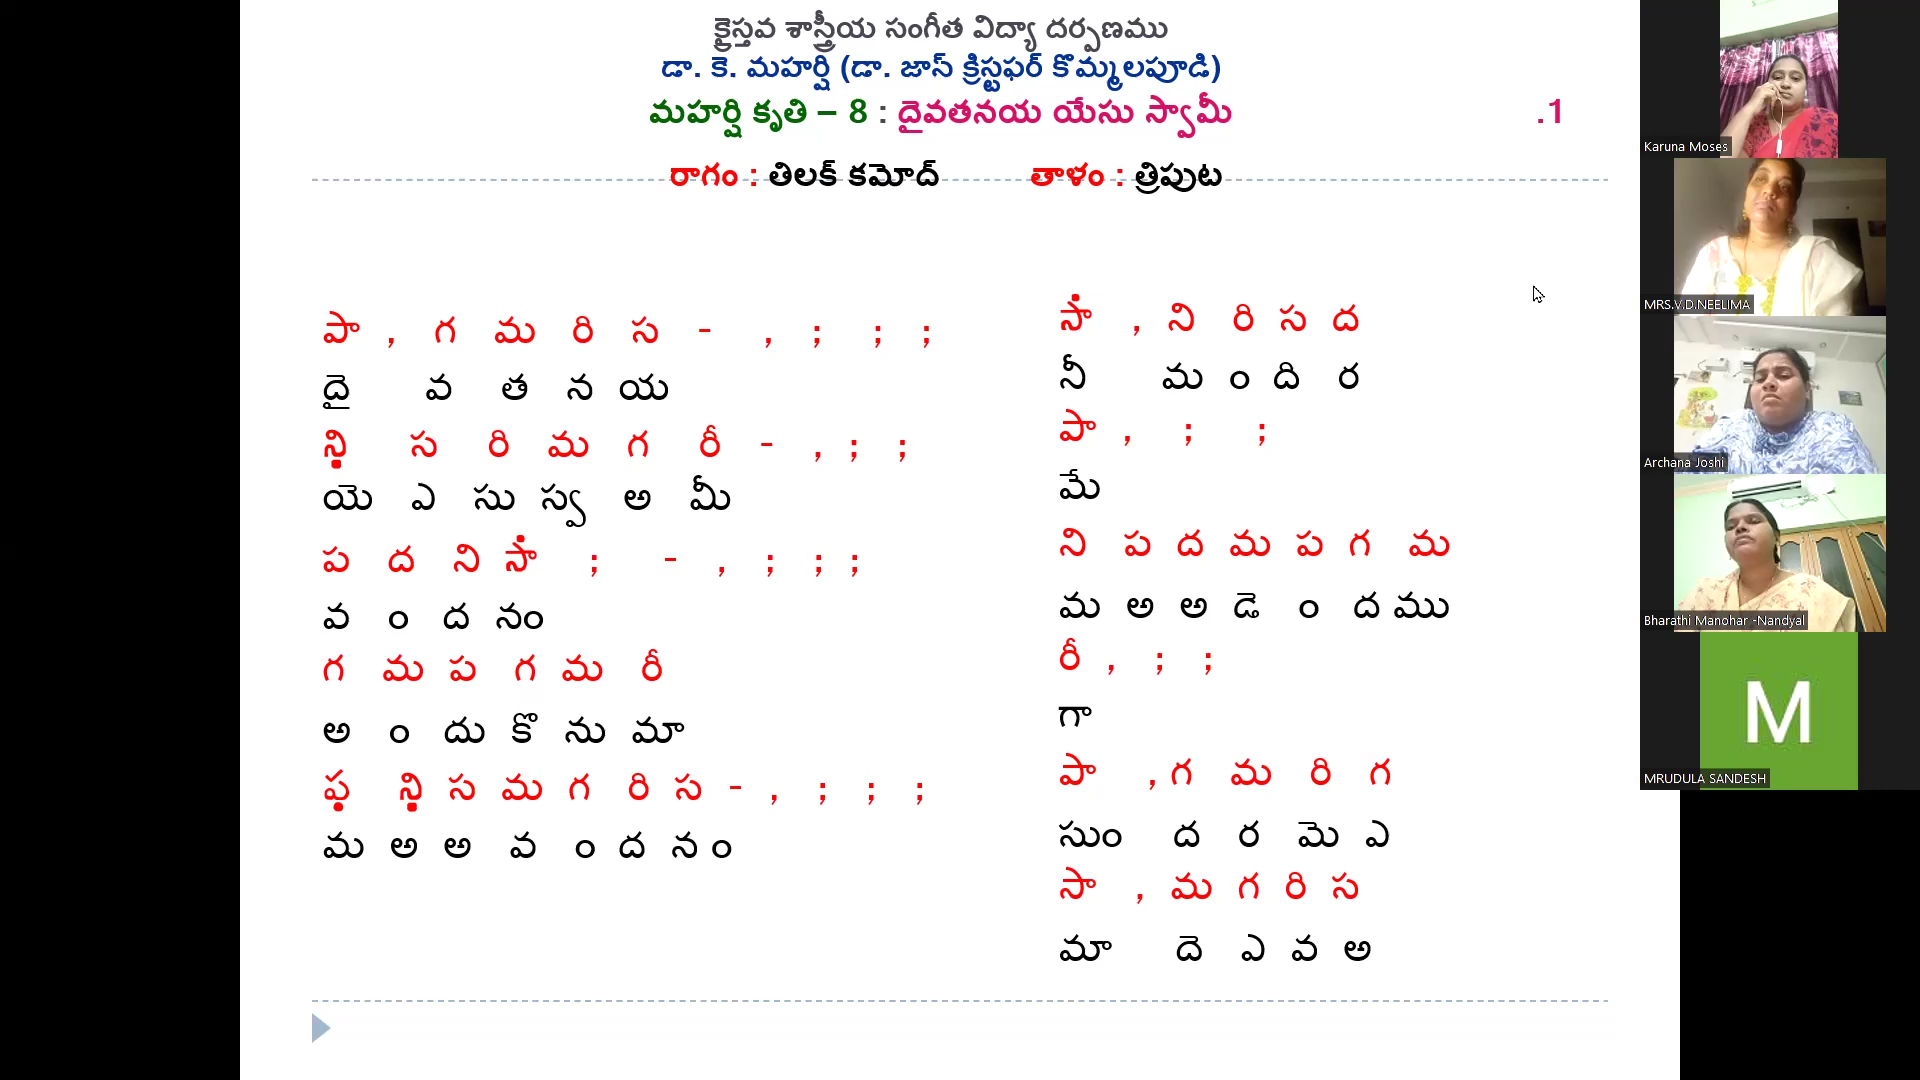 క్రైస్తవ శాస్త్రీయ సంగీత విద్యా దర్పణము
డా. కె. మహర్షి (డా. జాస్ క్రిస్టఫర్ కొమ్మలపూడి)
మహర్షి కృతి – 8 : దైవతనయ యేసు స్వామీ .1
రాగం : తిలక్ కమోద్ తాళం : త్రిపుట
పా , గ మ రి స - , ; ; ;
దై వ త న య
ని̣ స రి మ గ రీ - , ; ;
యె ఎ సు స్వ అ మీ
ప ద ని సా̇ ; - , ; ; ;
వ ం ద నం
గ మ ప గ మ రీ
అ ం దు కొ ను మా
ప̣ ని̣ స మ గ రి స - , ; ; ;
మ అ అ వ ం ద న ం
సా̇ , ని రి స ద
నీ మ ం ది ర
పా , ; ;
మే
ని ప ద మ ప గ మ
మ అ అ డె ం ద ము
రీ , ; ;
గా
పా , గ మ రి గ
సుం ద ర మె ఎ
సా , మ గ రి స
మా దె ఎ వ అ
Karuna Moses
MRS.V.D.NEELIMA
Archana Joshi
Bharathi Manohar -Nandyal
M
MRUDULA SANDESH